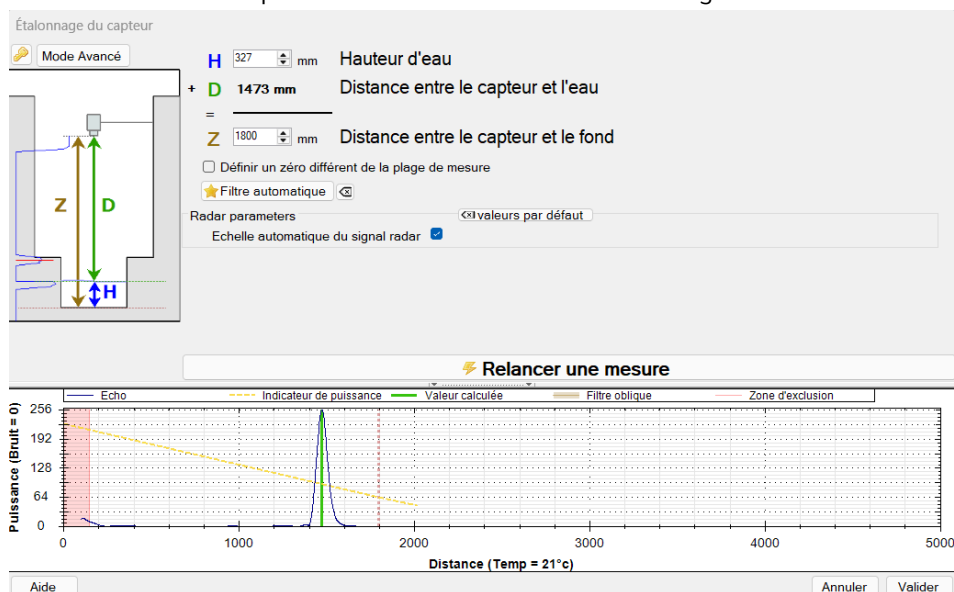 Étalonnage du capteur
Mode Avancé
H 327 mm Hauteur d'eau
+ D 1473 mm Distance entre le capteur et l'eau
=
Z 1800 mm Distance entre le capteur et le fond
Définir un zéro différent de la plage de mesure
Filtre automatique
Radar parameters valeurs par défaut
Echelle automatique du signal radar
Z D
H
Relancer une mesure
Echo Indicateur de puissance Valeur calculée Filtre oblique Zone d'exclusion
Puissance (Bruit = 0)
256
192
128
64
0
0 1000 2000 3000 4000 5000
Distance (Temp = 21°c)
Aide Annuler Valider